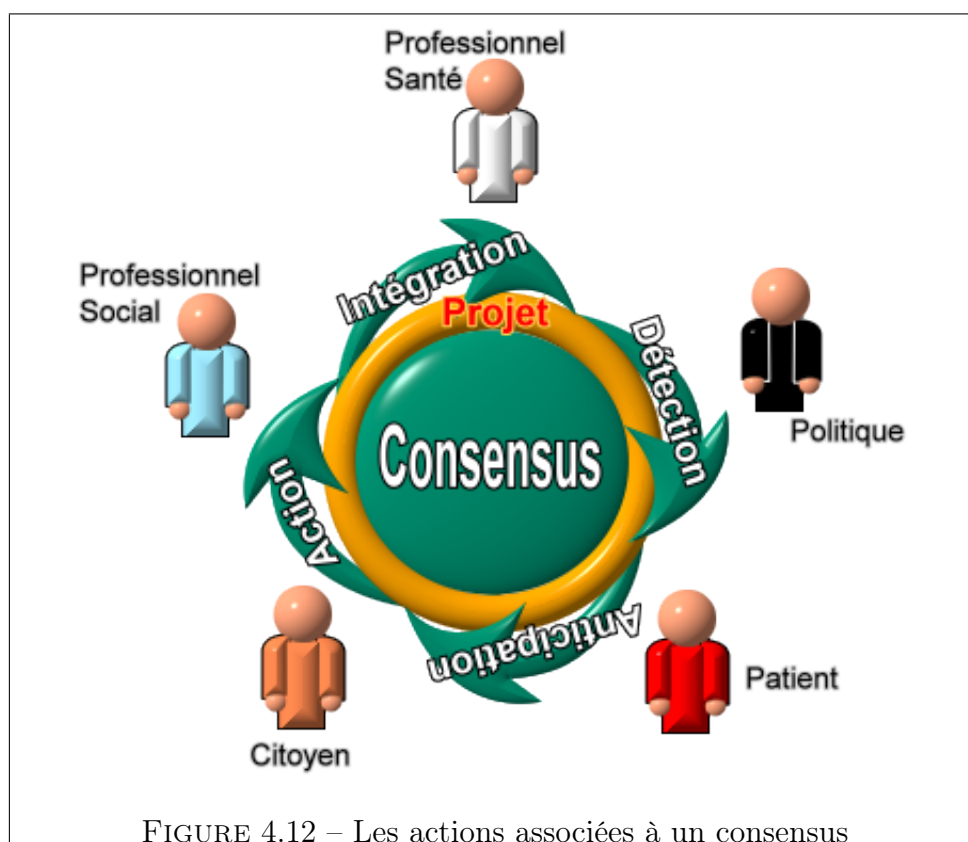 Professionnel
Santé
Professionnel
Social
Intégration
Projet
Détection
Politique
Consensus
Action
Anticipation
Patient
Citoyen
FIGURE 4.12 – Les actions associées à un consensus